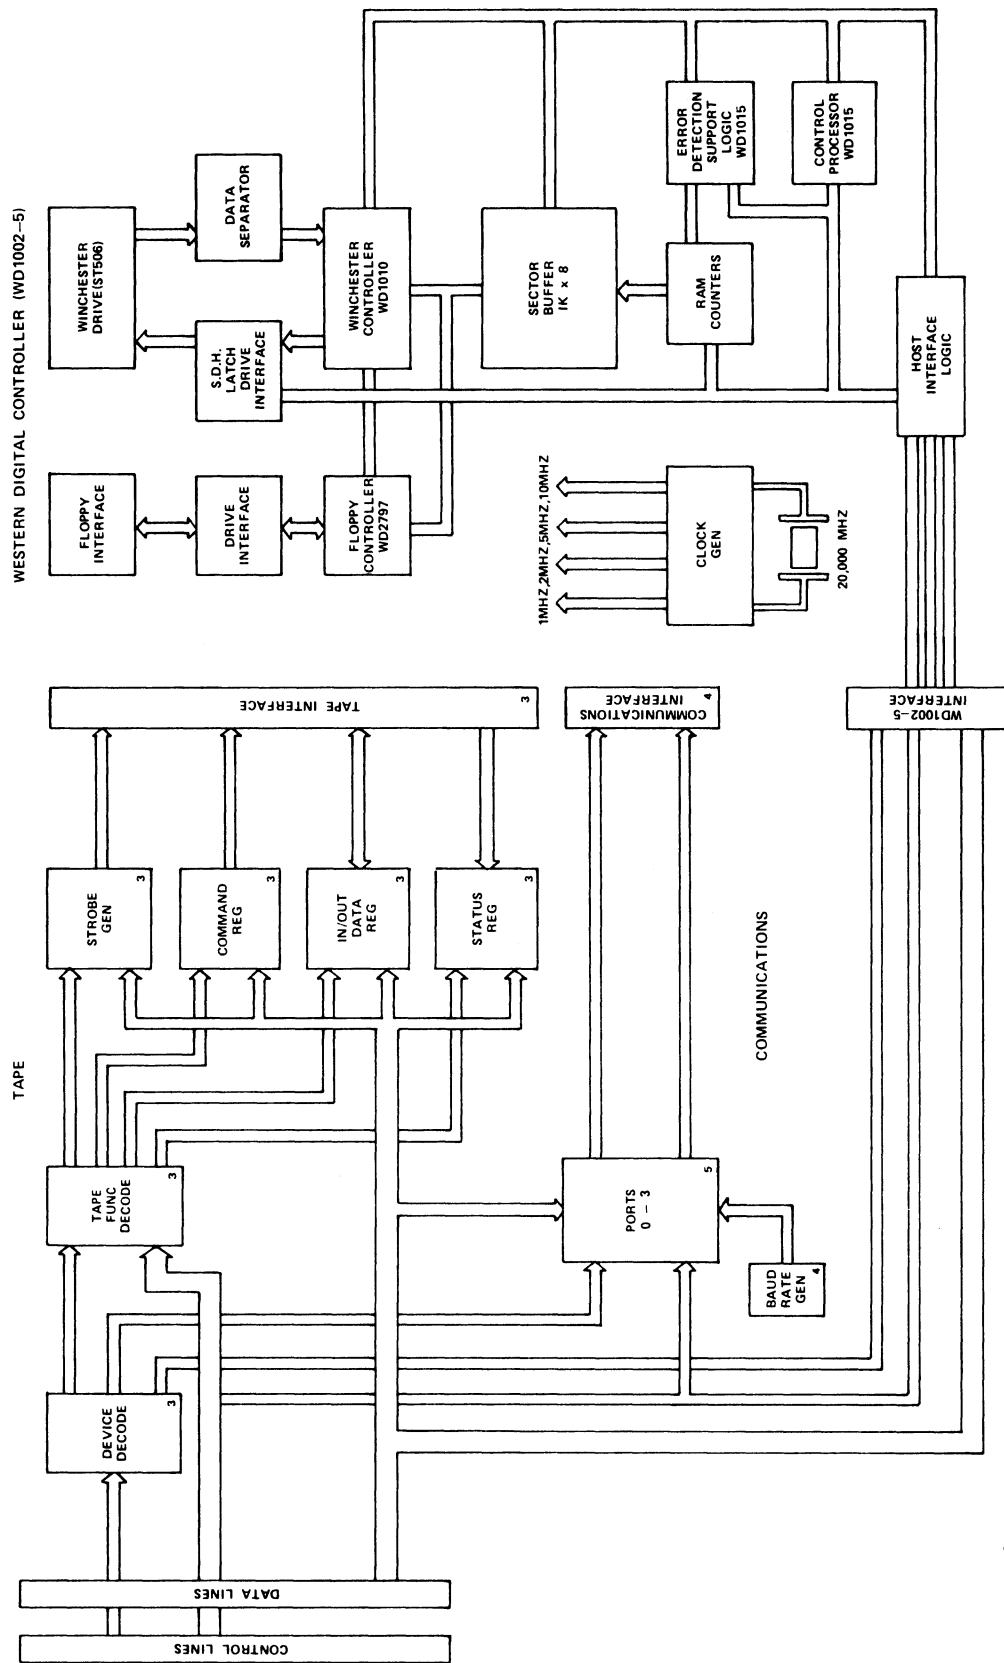 WESTERN DIGITAL CONTROLLER (WD1002-5)
TAPE
COMMUNICATIONS
CONTROL LINES
DATA LINES
DEVICE
DECODE
3
TAPE
FUNC
DECODE
3
STROBE
GEN
3
COMMAND
REG
3
IN/OUT
DATA
REG
3
STATUS
REG
3
TAPE INTERFACE
3
PORTS
0 – 3
5
BAUD
RATE
GEN
4
COMMUNICATIONS
INTERFACE
4
WD1002-5
INTERFACE
FLOPPY
INTERFACE
DRIVE
INTERFACE
FLOPPY
CONTROLLER
WD2797
WINCHESTER
DRIVE(ST506)
S.D.H.
LATCH
DRIVE
INTERFACE
DATA
SEPARATOR
WINCHESTER
CONTROLLER
WD1010
SECTOR
BUFFER
IK x 8
RAM
COUNTERS
ERROR
DETECTION
SUPPORT
LOGIC
WD1015
CONTROL
PROCESSOR
WD1015
HOST
INTERFACE
LOGIC
1MHZ,2MHZ,5MHZ,10MHZ
CLOCK
GEN
20,000 MHZ